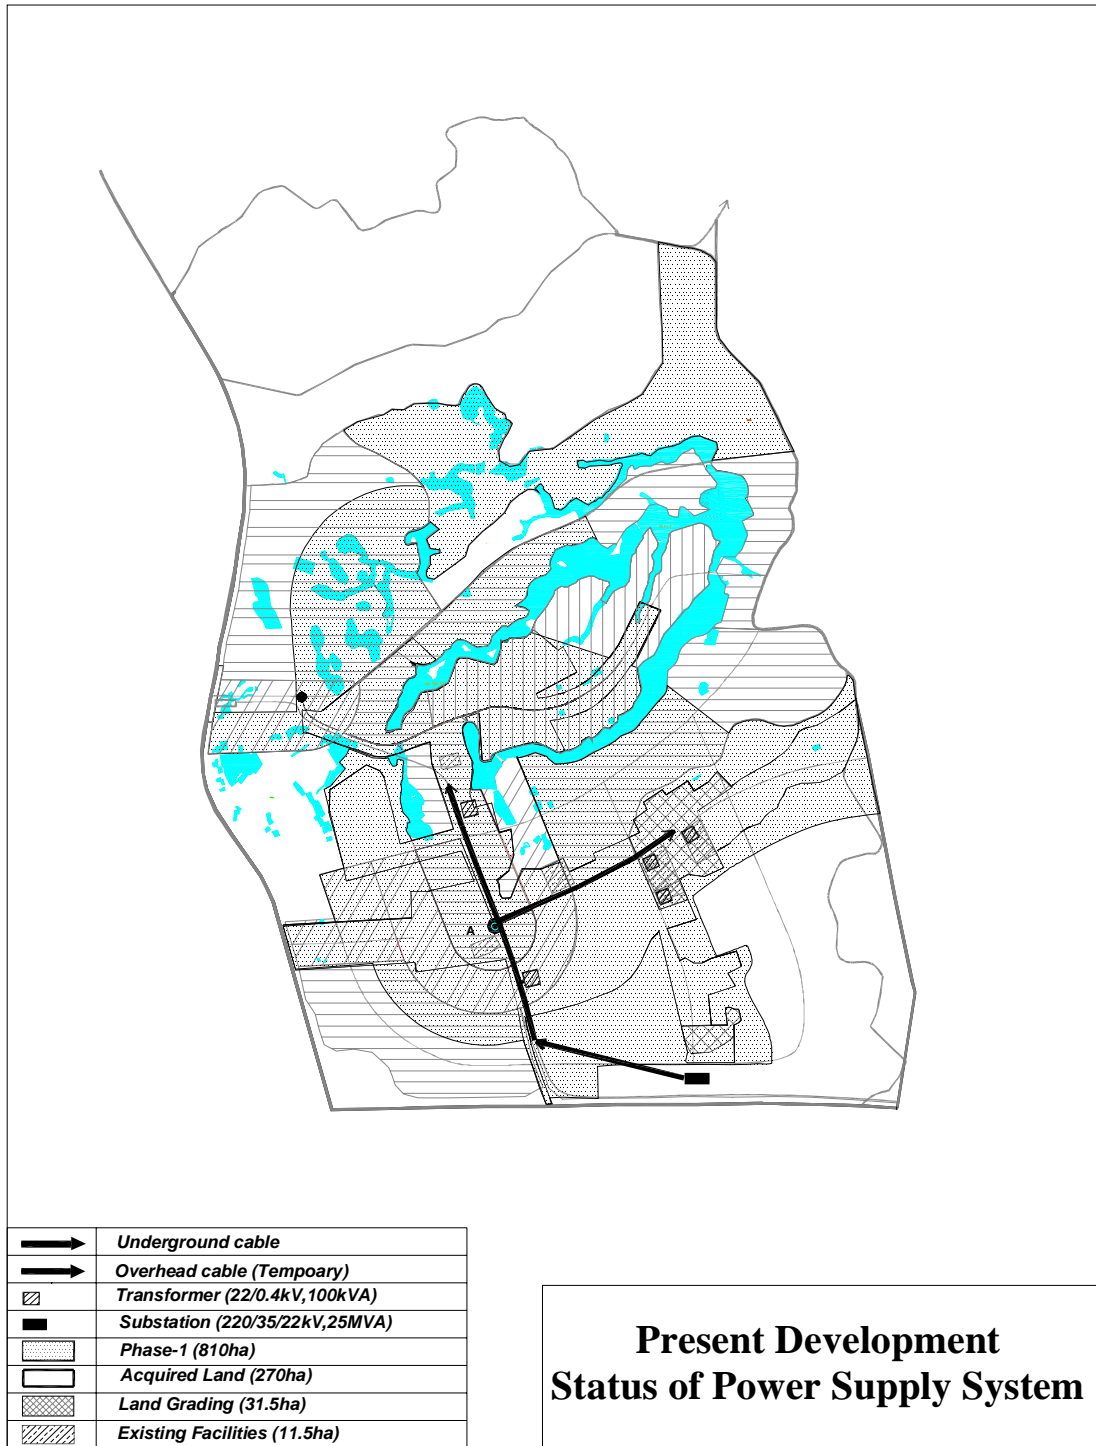 A
Underground cable
Overhead cable (Tempoary)
Transformer (22/0.4kV,100kVA)
Substation (220/35/22kV,25MVA)
Phase-1 (810ha)
Acquired Land (270ha)
Land Grading (31.5ha)
Existing Facilities (11.5ha)
Present Development
Status of Power Supply System